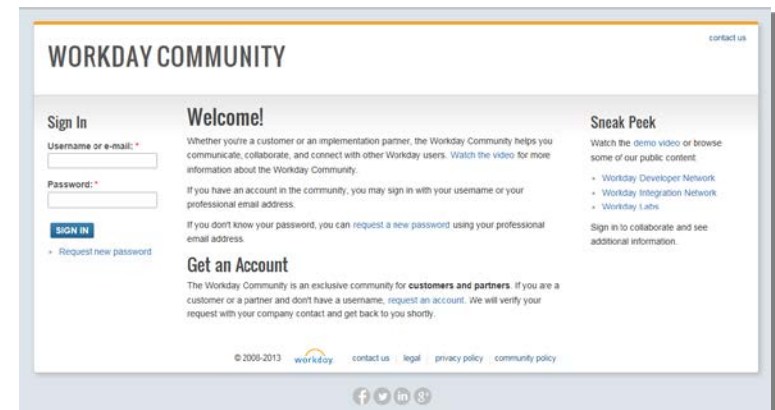 contact us
WORKDAY COMMUNITY
Sign In
Username or e-mail: *
Password: *
SIGN IN
Request new password
Welcome!
Whether you're a customer or an implementation partner, the Workday Community helps you
communicate, collaborate, and connect with other Workday users. Watch the video for more
information about the Workday Community.
If you have an account in the community, you may sign in with your username or your
professional email address.
If you don't know your password, you can request a new password using your professional
email address.
Get an Account
The Workday Community is an exclusive community for customers and partners. If you are a
customer or a partner and don't have a username, request an account. We will verify your
request with your company contact and get back to you shortly.
Sneak Peek
Watch the demo video or browse
some of our public content:
Workday Developer Network
Workday Integration Network
Workday Labs
Sign in to collaborate and see
additional information.
© 2008-2013 workday. contact us | legal | privacy policy | community policy
f in g+